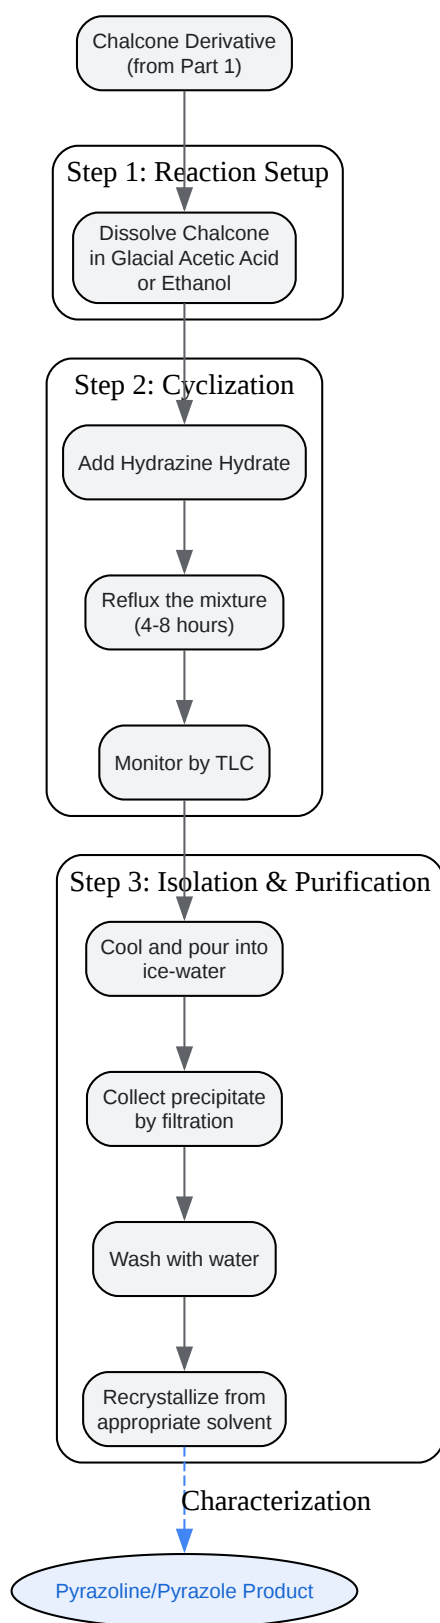 Chalcone Derivative
(from Part 1)
Step 1: Reaction Setup
Dissolve Chalcone
in Glacial Acetic Acid
or Ethanol
Step 2: Cyclization
Add Hydrazine Hydrate
Reflux the mixture
(4-8 hours)
Monitor by TLC
Step 3: Isolation & Purification
Cool and pour into
ice-water
Collect precipitate
by filtration
Wash with water
Recrystallize from
appropriate solvent
Characterization
Pyrazoline/Pyrazole Product